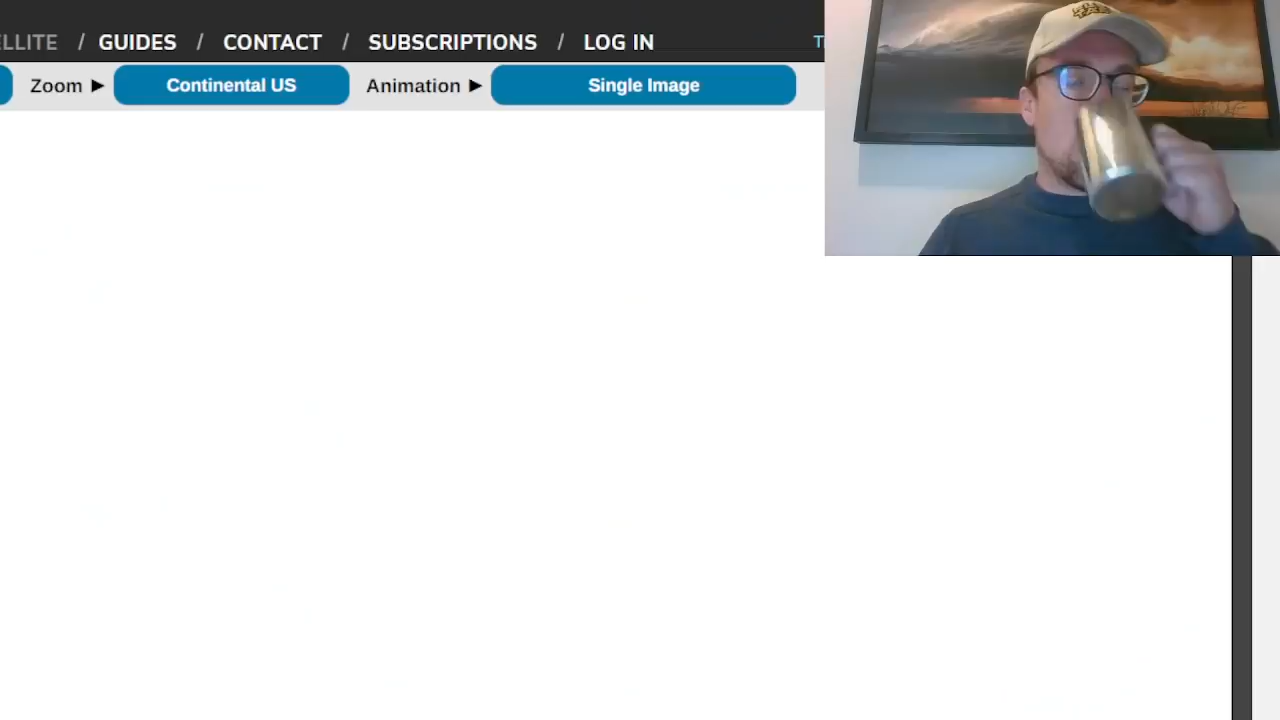 / GUIDES / CONTACT / SUBSCRIPTIONS / LOG IN
Zoom ▶ Continental US Animation ▶ Single Image